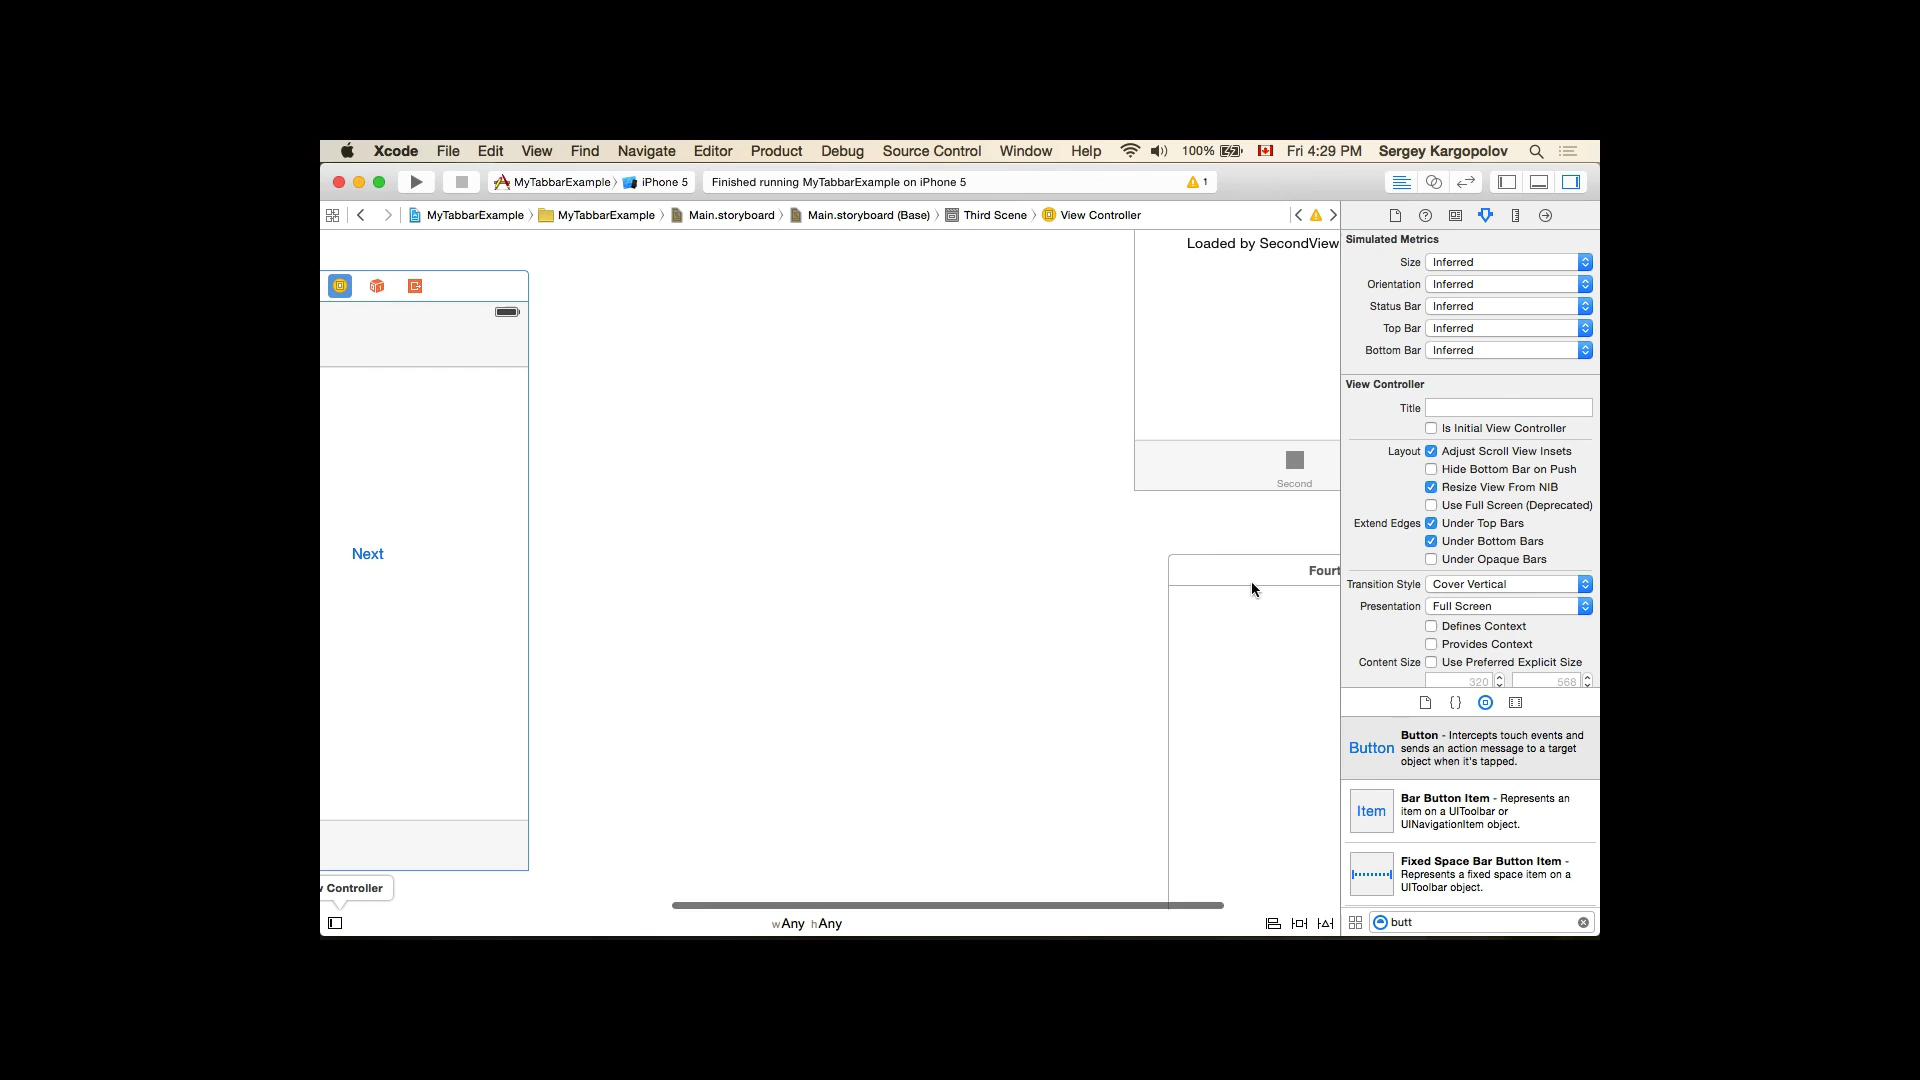 Xcode File Edit View Find Navigate Editor Product Debug Source Control Window Help 100% Fri 4:29 PM Sergey Kargopolov
MyTabbarExample iPhone 5 Finished running MyTabbarExample on iPhone 5 1
MyTabbarExample MyTabbarExample Main.storyboard Main.storyboard (Base) Third Scene View Controller
Loaded by SecondView
Second
Fourt
Next
Controller
wAny hAny
Simulated Metrics
Size Inferred
Orientation Inferred
Status Bar Inferred
Top Bar Inferred
Bottom Bar Inferred
View Controller
Title
Is Initial View Controller
Layout Adjust Scroll View Insets
Hide Bottom Bar on Push
Resize View From NIB
Use Full Screen (Deprecated)
Extend Edges Under Top Bars
Under Bottom Bars
Under Opaque Bars
Transition Style Cover Vertical
Presentation Full Screen
Defines Context
Provides Context
Content Size Use Preferred Explicit Size
320 568
{}
Button Button - Intercepts touch events and
sends an action message to a target
object when it's tapped.
Item Bar Button Item - Represents an
item on a UIToolbar or
UINavigationItem object.
Fixed Space Bar Button Item -
Represents a fixed space item on a
UIToolbar object.
butt